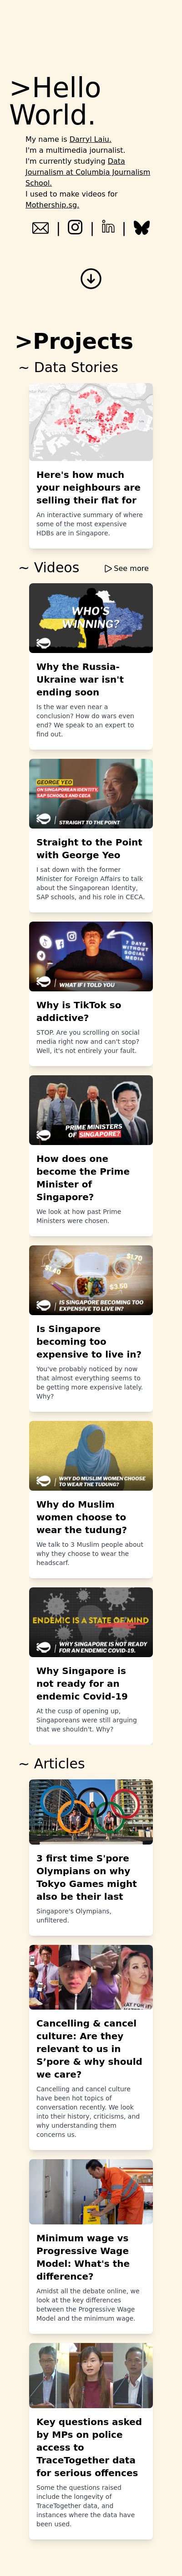 >Hello
World.
My name is Darryl Laiu.
I'm a multimedia journalist.
I'm currently studying Data
Journalism at Columbia Journalism
School.
I used to make videos for
Mothership.sg.
>Projects
~ Data Stories
Here's how much
your neighbours are
selling their flat for
An interactive summary of where
some of the most expensive
HDBs are in Singapore.
~ Videos
See more
WHO'S
WINNING?
Why the Russia-
Ukraine war isn't
ending soon
Is the war even near a
conclusion? How do wars even
end? We speak to an expert to
find out.
GEORGE YEO
ON SINGAPOREAN IDENTITY,
SAP SCHOOLS AND CECA
STRAIGHT TO THE POINT
Straight to the Point
with George Yeo
I sat down with the former
Minister for Foreign Affairs to talk
about the Singaporean Identity,
SAP schools, and his role in CECA.
7 DAYS
WITHOUT
SOCIAL
MEDIA
WHAT IF I TOLD YOU
Why is TikTok so
addictive?
STOP. Are you scrolling on social
media right now and can't stop?
Well, it's not entirely your fault.
PRIME MINISTERS
OF SINGAPORE?
How does one
become the Prime
Minister of
Singapore?
We look at how past Prime
Ministers were chosen.
$1.40
$1.70
$3.50
IS SINGAPORE BECOMING TOO
EXPENSIVE TO LIVE IN?
Is Singapore
becoming too
expensive to live in?
You've probably noticed by now
that almost everything seems to
be getting more expensive lately.
Why?
WHY DO MUSLIM WOMEN CHOOSE
TO WEAR THE TUDUNG?
Why do Muslim
women choose to
wear the tudung?
We talk to 3 Muslim people about
why they choose to wear the
headscarf.
ENDEMIC IS A STATE OF MIND
WHY SINGAPORE IS NOT READY
FOR AN ENDEMIC COVID-19.
Why Singapore is
not ready for an
endemic Covid-19
At the cusp of opening up,
Singaporeans were still arguing
that we shouldn't. Why?
~ Articles
3 first time S'pore
Olympians on why
Tokyo Games might
also be their last
Singapore's Olympians,
unfiltered.
Cancelling & cancel
culture: Are they
relevant to us in
S’pore & why should
we care?
Cancelling and cancel culture
have been hot topics of
conversation recently. We look
into their history, criticisms, and
why understanding them
concerns us.
Minimum wage vs
Progressive Wage
Model: What's the
difference?
Amidst all the debate online, we
look at the key differences
between the Progressive Wage
Model and the minimum wage.
Key questions asked
by MPs on police
access to
TraceTogether data
for serious offences
Some the questions raised
include the longevity of
TraceTogether data, and
instances where the data have
been used.